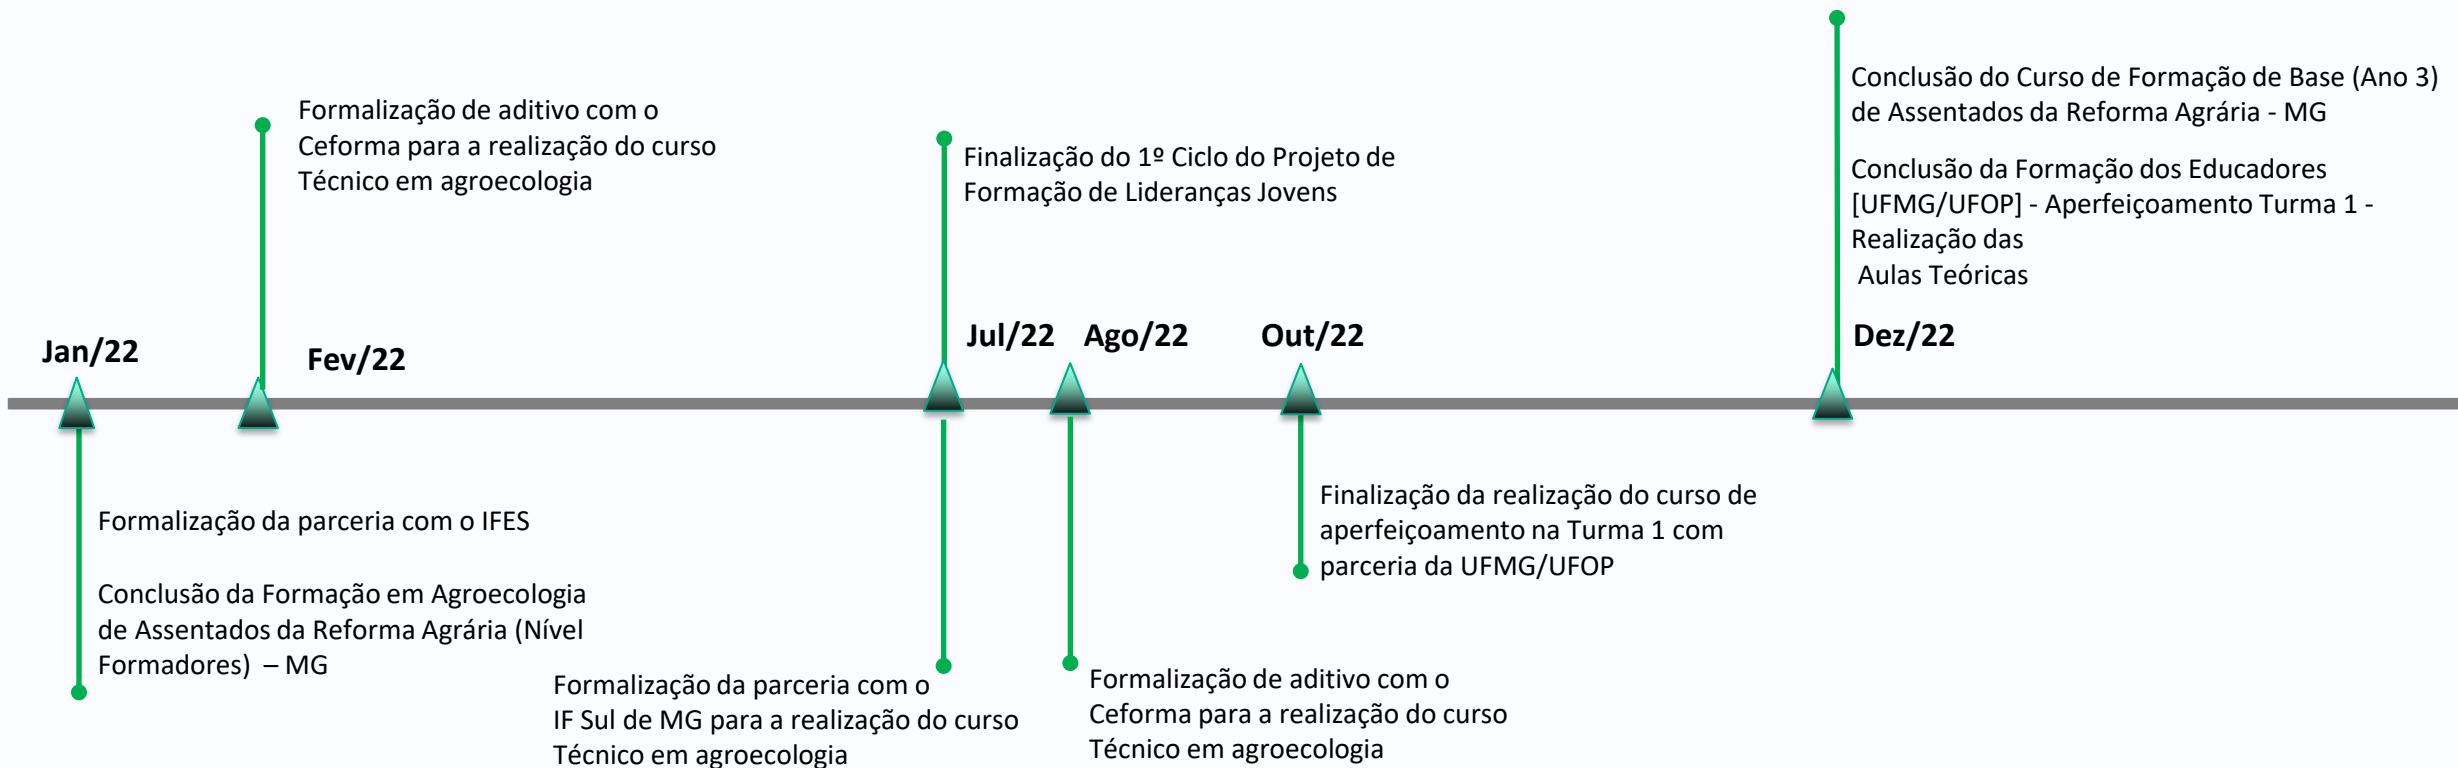 Jan/22
Formalização da parceria com o IFES
Conclusão da Formação em Agroecologia
de Assentados da Reforma Agrária (Nível
Formadores)  – MG
Formalização de aditivo com o
Ceforma para a realização do curso
Técnico em agroecologia
Fev/22
Finalização do 1º Ciclo do Projeto de
Formação de Lideranças Jovens
Jul/22
Formalização da parceria com o
IF Sul de MG para a realização do curso
Técnico em agroecologia
Ago/22
Formalização de aditivo com o
Ceforma para a realização do curso
Técnico em agroecologia
Out/22
Finalização da realização do curso de
aperfeiçoamento na Turma 1 com
parceria da UFMG/UFOP
Conclusão do Curso de Formação de Base (Ano 3)
de Assentados da Reforma Agrária - MG
Conclusão da Formação dos Educadores
[UFMG/UFOP] - Aperfeiçoamento Turma 1 -
Realização das
Aulas Teóricas
Dez/22